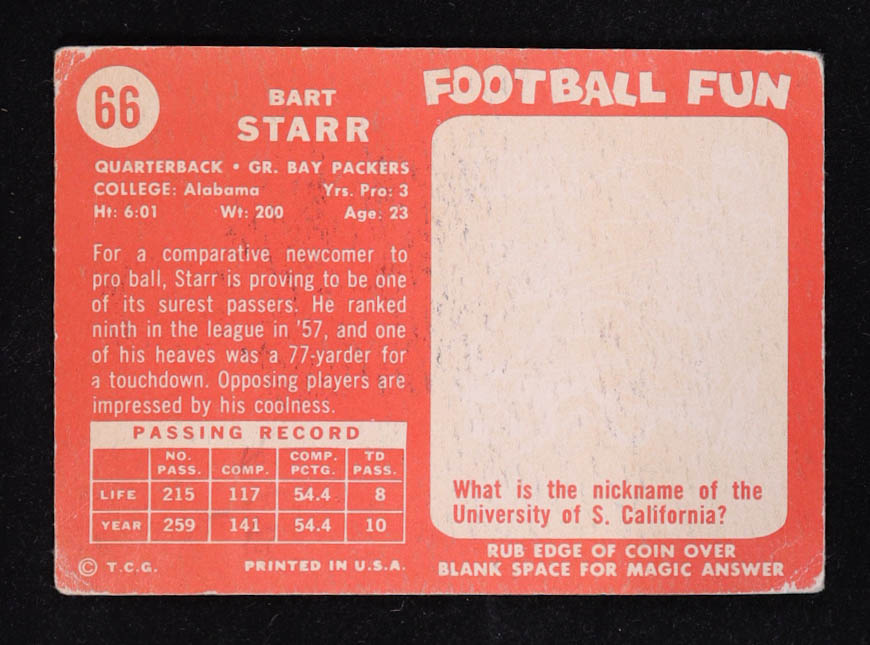 66
BART
STARR
QUARTERBACK • GR. BAY PACKERS
COLLEGE: Alabama Yrs. Pro: 3
Ht: 6:01 Wt: 200 Age: 23
For a comparative newcomer to
pro ball, Starr is proving to be one
of its surest passers. He ranked
ninth in the league in '57, and one
of his heaves was a 77-yarder for
a touchdown. Opposing players are
impressed by his coolness.
PASSING RECORD
NO. PASS. COMP. COMP. PCTG. TD PASS.
LIFE 215 117 54.4 8
YEAR 259 141 54.4 10
© T.C.G. PRINTED IN U.S.A.
FOOTBALL FUN
What is the nickname of the
University of S. California?
RUB EDGE OF COIN OVER
BLANK SPACE FOR MAGIC ANSWER